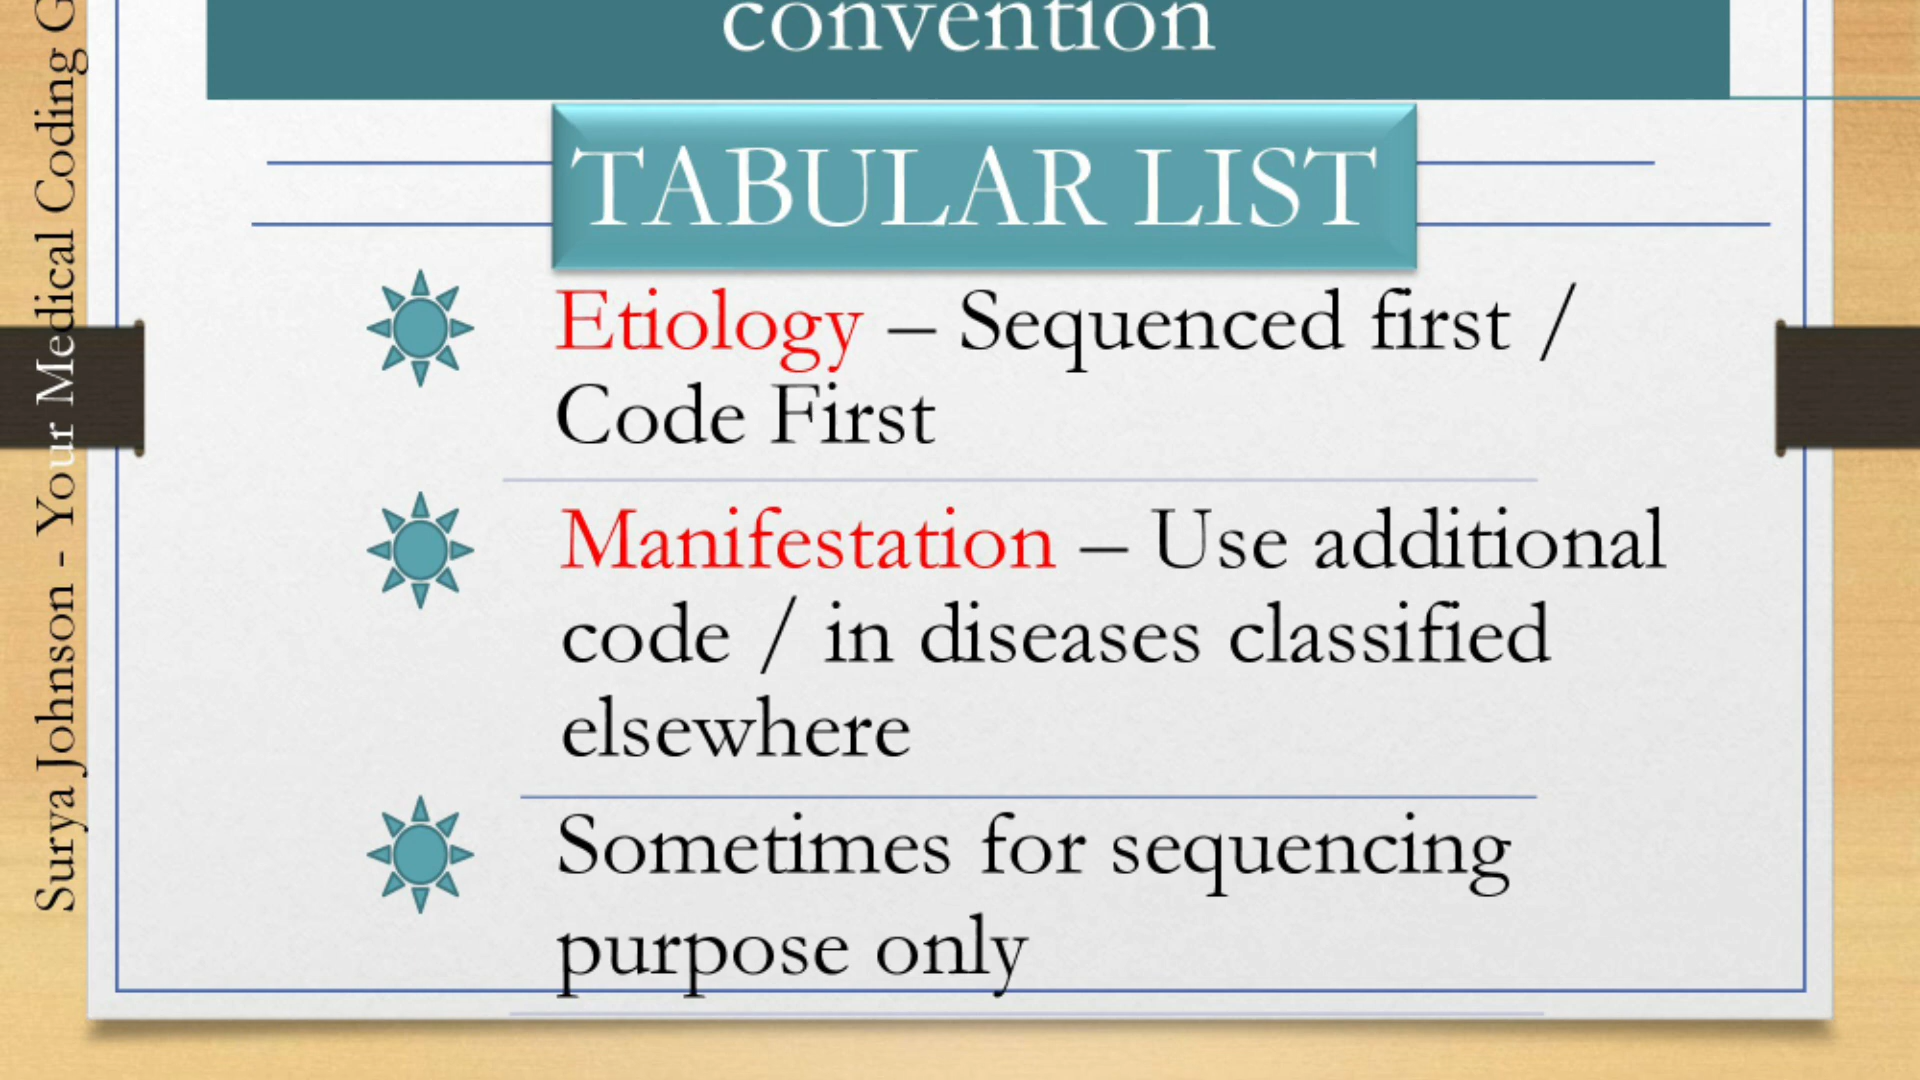 convention
TABULAR LIST
Etiology – Sequenced first /
Code First
Manifestation – Use additional
code / in diseases classified
elsewhere
Sometimes for sequencing
purpose only
Surya Johnson - Your Medical Coding G